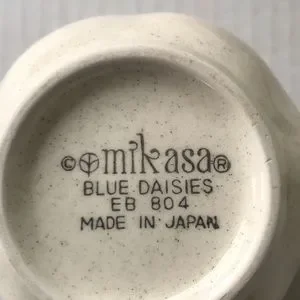 © mikasa®
BLUE DAISIES
EB 804
MADE IN JAPAN